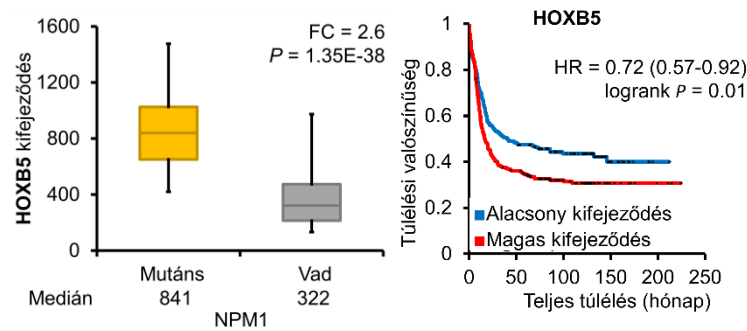 FC = 2.6
P = 1.35E-38
HOXB5 kifejeződés
1600
1200
800
400
0
Mutáns Vad
Medián 841 322
NPM1
HOXB5
HR = 0.72 (0.57-0.92)
logrank P = 0.01
Túlélési valószínűség
1
0.8
0.6
0.4
0.2
0
Alacsony kifejeződés
Magas kifejeződés
0 50 100 150 200 250
Teljes túlélés (hónap)